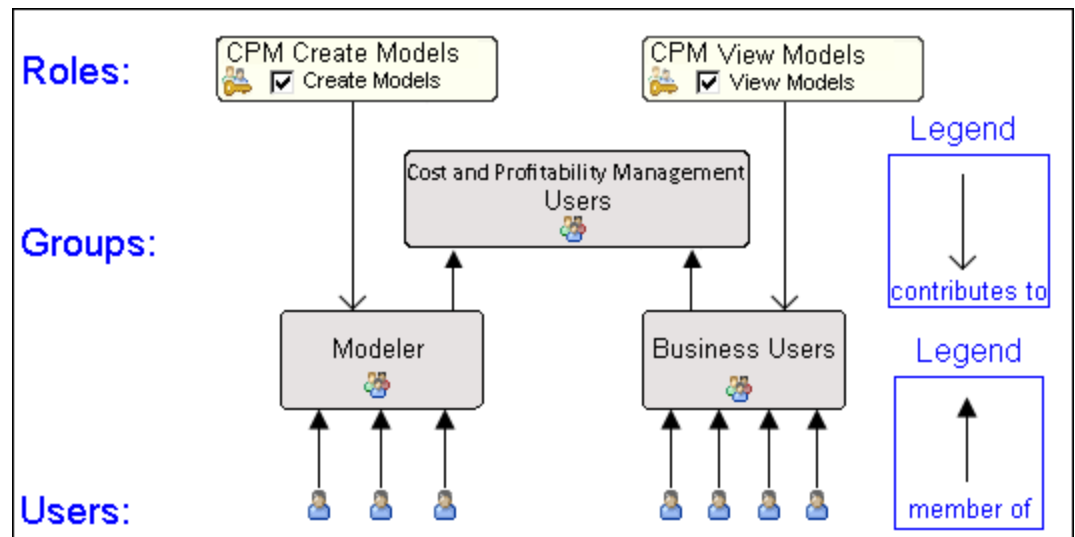 Roles:
CPM Create Models
Create Models
CPM View Models
View Models
Legend
contributes to
Groups:
Cost and Profitability Management
Users
Modeler
Business Users
Legend
member of
Users: